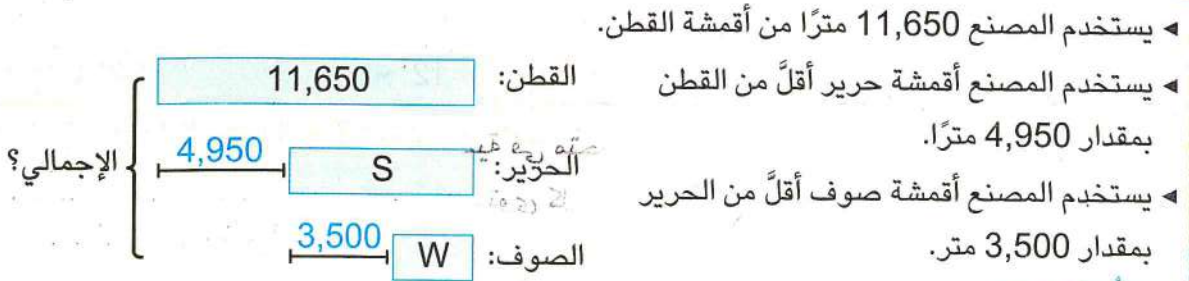 ◀ يستخدم المصنع 11,650 مترًا من أقمشة القطن.
◀ يستخدم المصنع أقمشة حرير أقلَّ من القطن
بمقدار 4,950 مترًا.
◀ يستخدم المصنع أقمشة صوف أقلَّ من الحرير
بمقدار 3,500 متر.
القطن: 11,650
الحرير: S 4,950
الصوف: W 3,500
الإجمالي؟